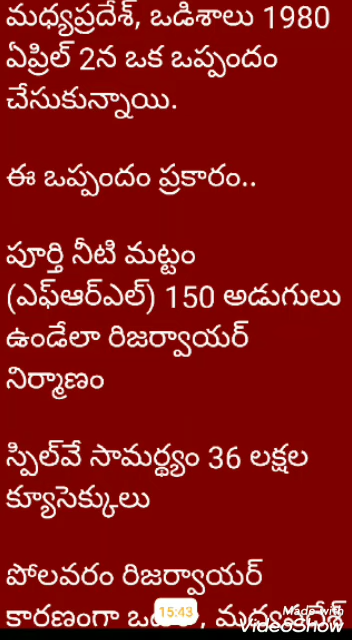 మధ్యప్రదేశ్, ఒడిశాలు 1980
ఏప్రిల్ 2న ఒక ఒప్పందం
చేసుకున్నాయి.
ఈ ఒప్పందం ప్రకారం..
పూర్తి నీటి మట్టం
(ఎఫ్ఆర్ఎల్) 150 అడుగులు
ఉండేలా రిజర్వాయర్
నిర్మాణం
స్పిల్‌వే సామర్థ్యం 36 లక్షల
క్యూసెక్కులు
పోలవరం రిజర్వాయర్
కారణంగా
15:43
Made with
VideoShow